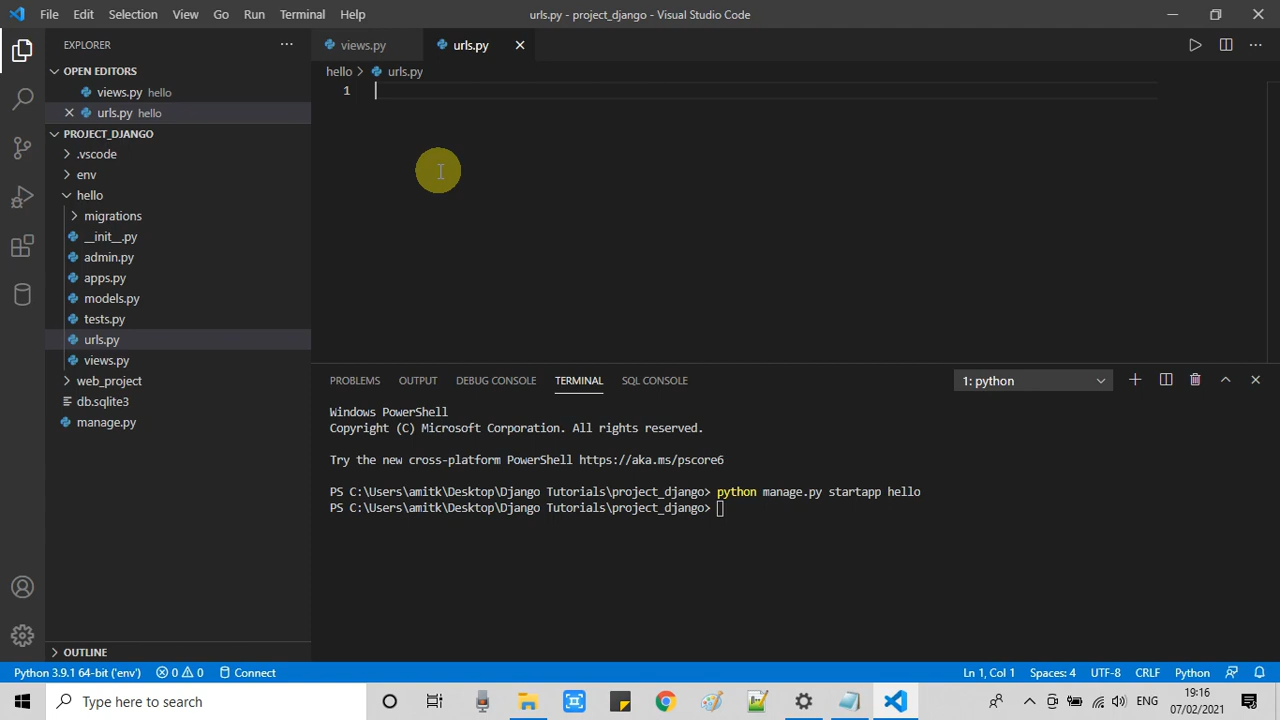 File Edit Selection View Go Run Terminal Help
urls.py - project_django - Visual Studio Code
EXPLORER
OPEN EDITORS
views.py hello
urls.py hello
PROJECT_DJANGO
.vscode
env
hello
migrations
__init__.py
admin.py
apps.py
models.py
tests.py
urls.py
views.py
web_project
db.sqlite3
manage.py
OUTLINE
views.py urls.py
hello > urls.py
1
PROBLEMS OUTPUT DEBUG CONSOLE TERMINAL SQL CONSOLE
1: python
Windows PowerShell
Copyright (C) Microsoft Corporation. All rights reserved.
Try the new cross-platform PowerShell https://aka.ms/pscore6
PS C:\Users\amitk\Desktop\Django Tutorials\project_django> python manage.py startapp hello
PS C:\Users\amitk\Desktop\Django Tutorials\project_django>
Python 3.9.1 64-bit ('env') 0 0 Connect
Ln 1, Col 1 Spaces: 4 UTF-8 CRLF Python
Type here to search
ENG
19:16
07/02/2021